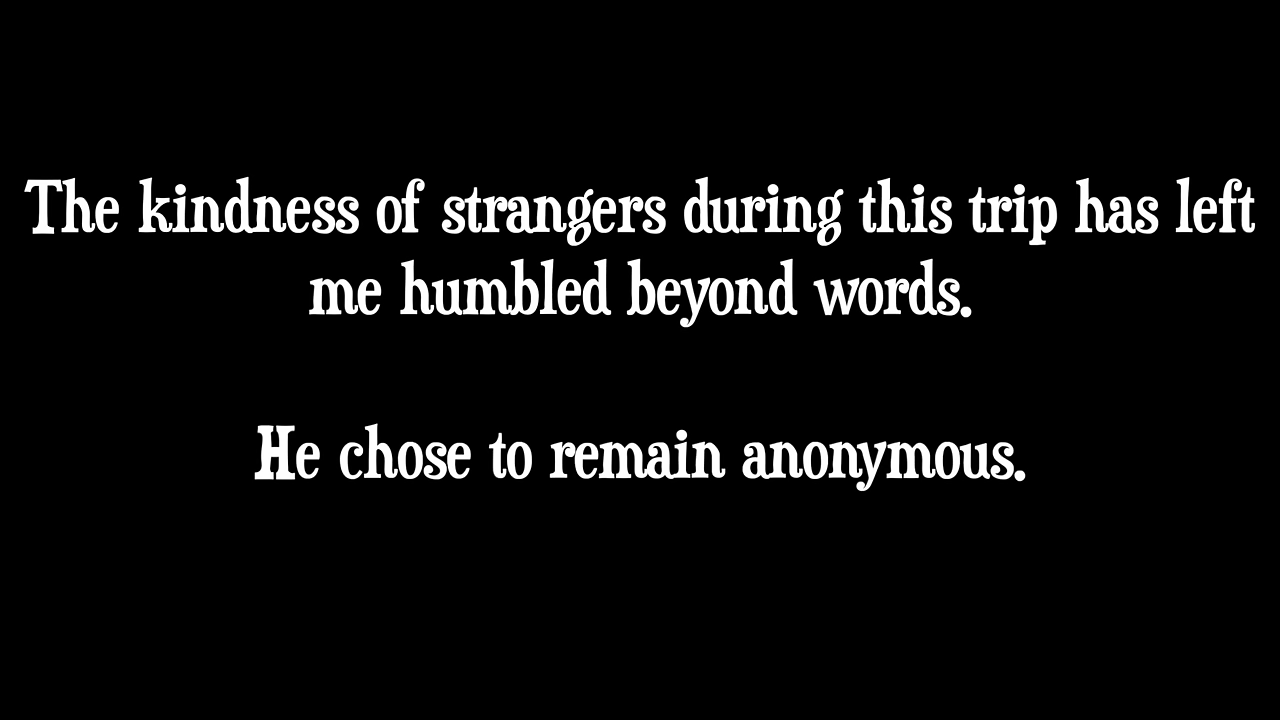 The kindness of strangers during this trip has left
me humbled beyond words.
He chose to remain anonymous.